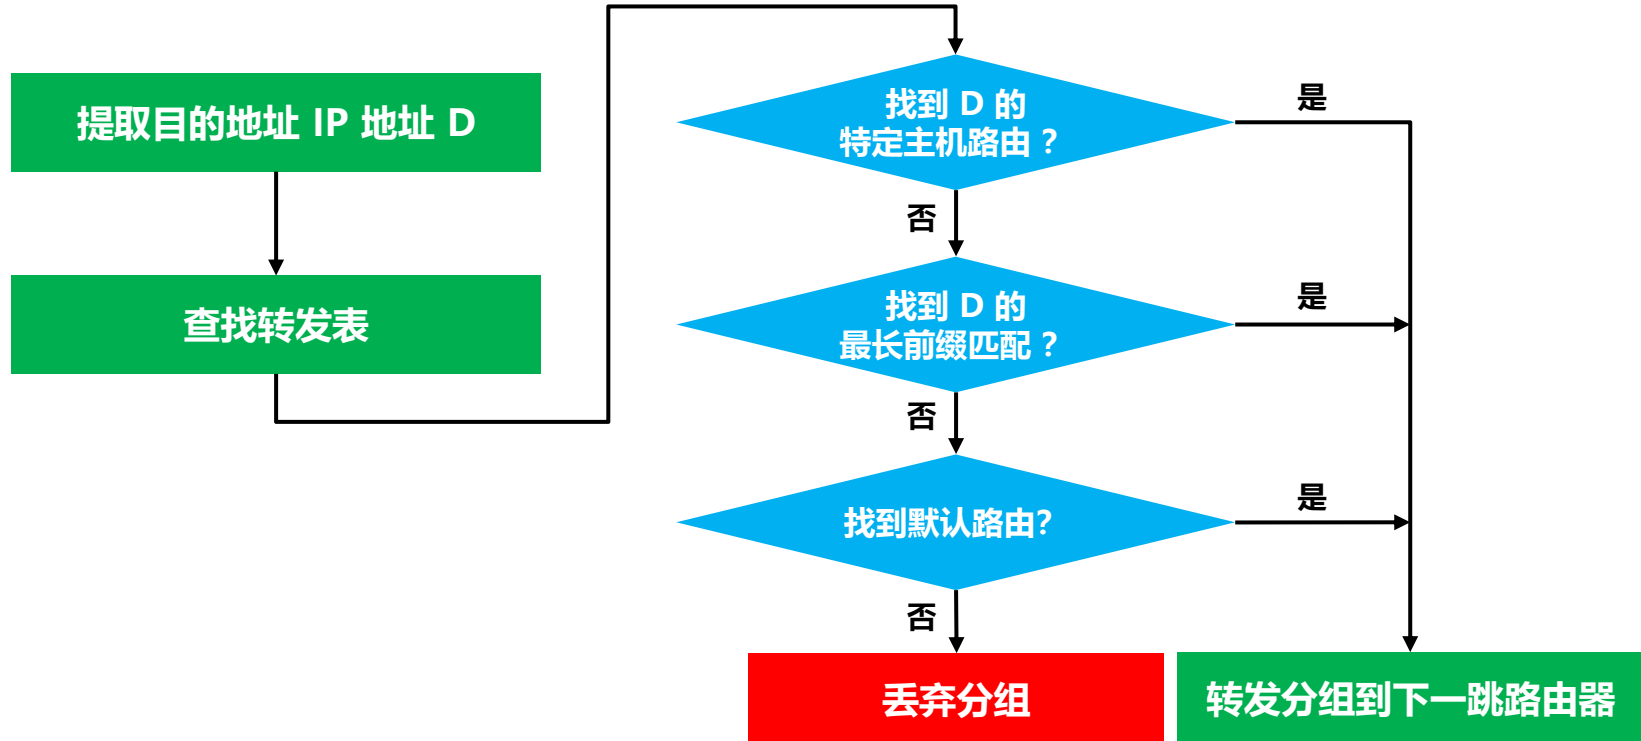 提取目的地址 IP 地址 D
查找转发表
找到 D 的
特定主机路由？
是
否
找到 D 的
最长前缀匹配？
是
否
找到默认路由?
是
否
丢弃分组
转发分组到下一跳路由器